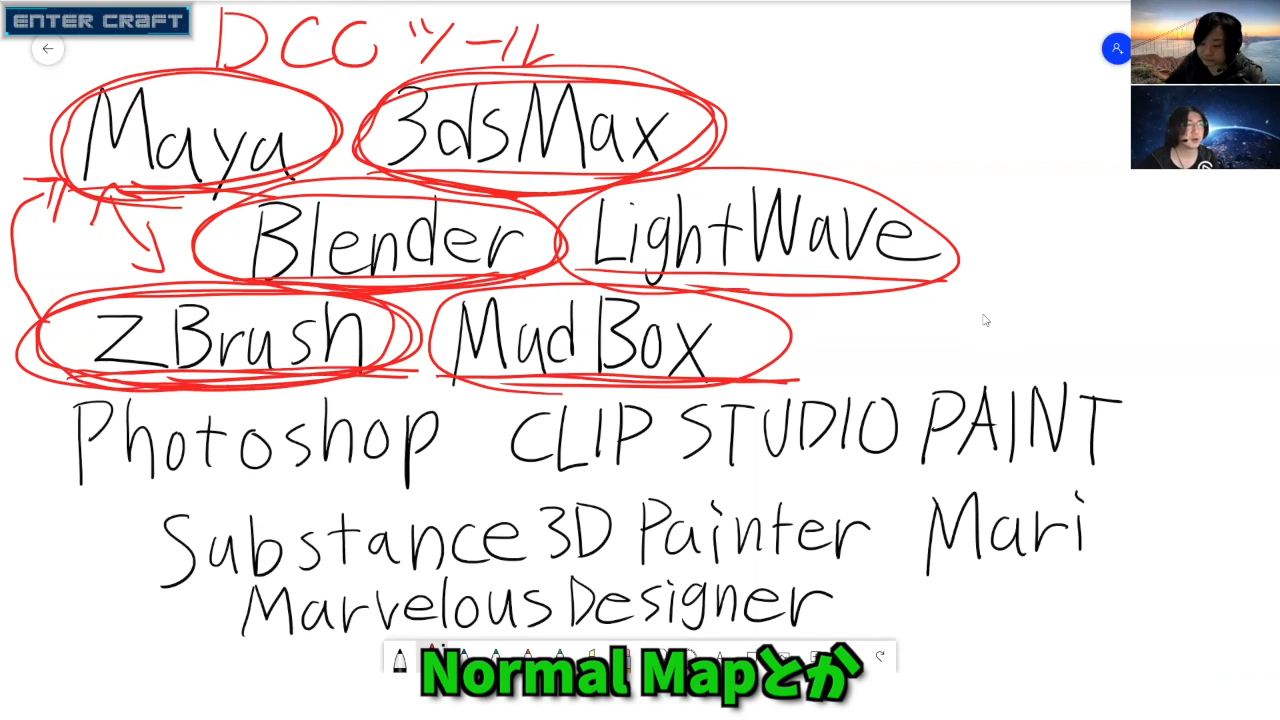 ENTER CRAFT
DCCツール
Maya 3dsMax
Blender LightWave
ZBrush MudBox
Photoshop CLIP STUDIO PAINT
Substance 3D Painter Mari
Marvelous Designer
Normal Mapとか